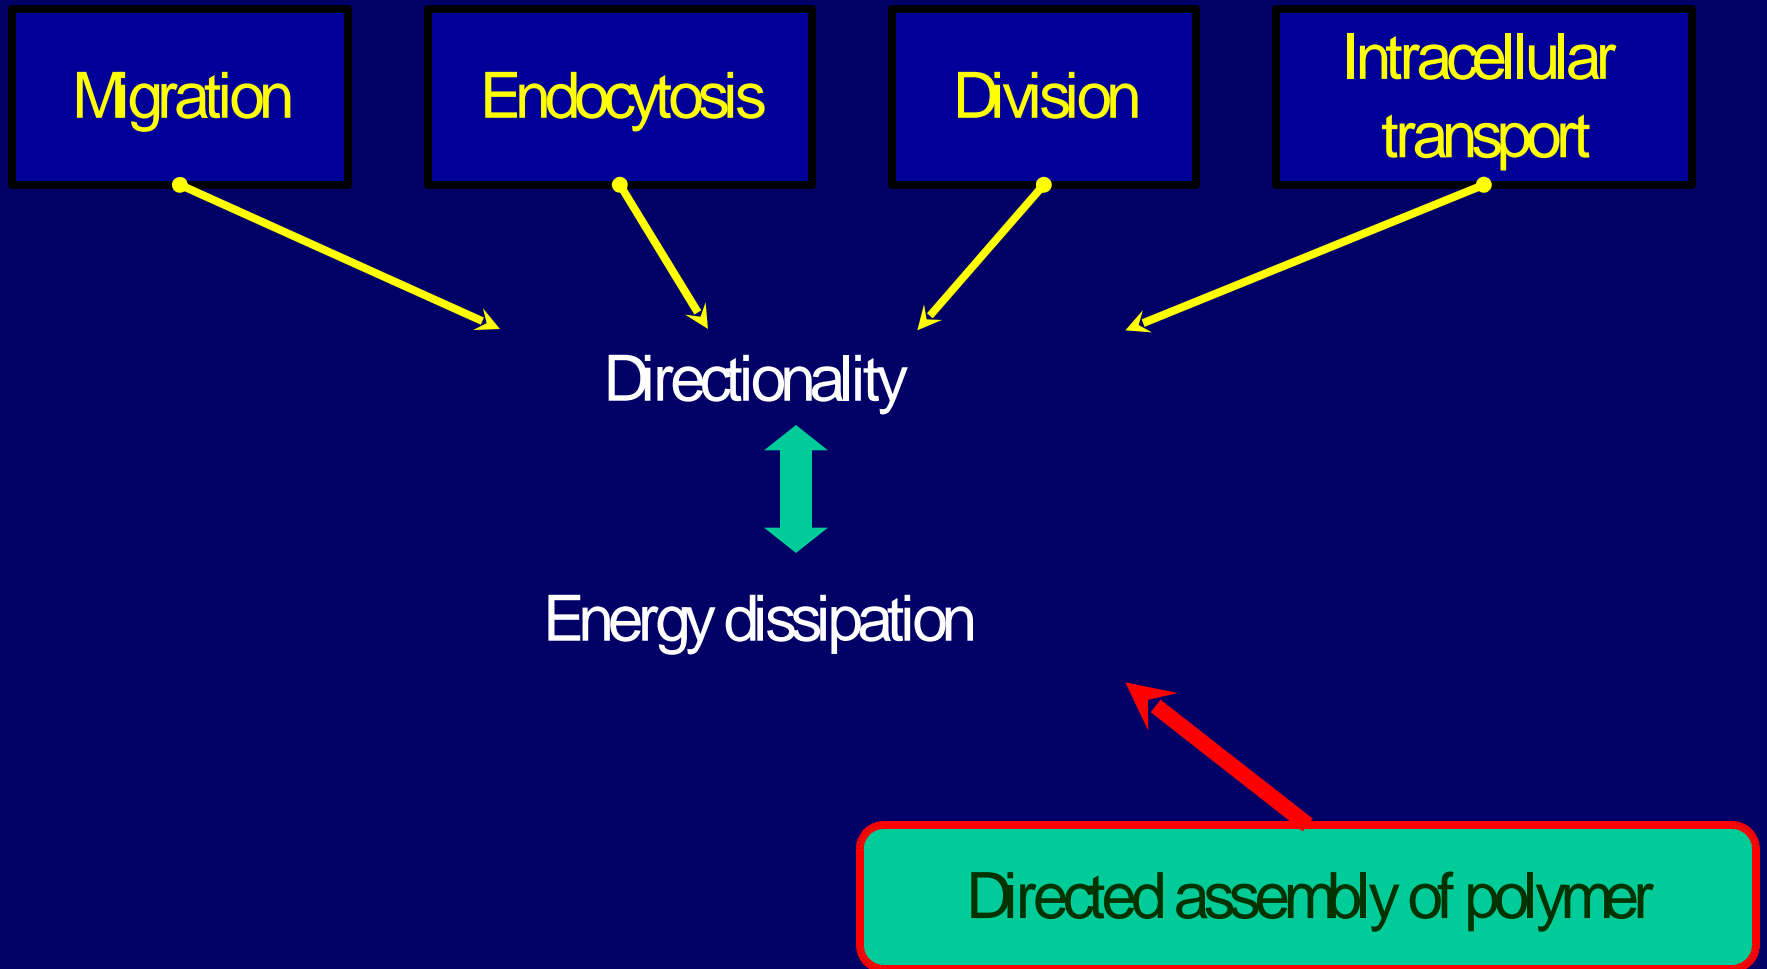 Migration
Endocytosis
Division
Intracellular
transport
Directionality
Energy dissipation
Directed assembly of polymer